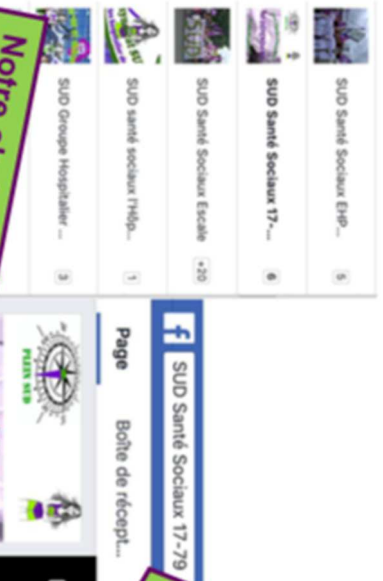 SUD Santé Sociaux EHP... 5
SUD Santé Sociaux 17-... 6
SUD Santé Sociaux Escale +20
SUD santé sociaux l'Hôp... 1
SUD Groupe Hospitalier ... 3
Notre
f SUD Santé Sociaux 17-79
Page Boîte de récept...
PLEIN SUD